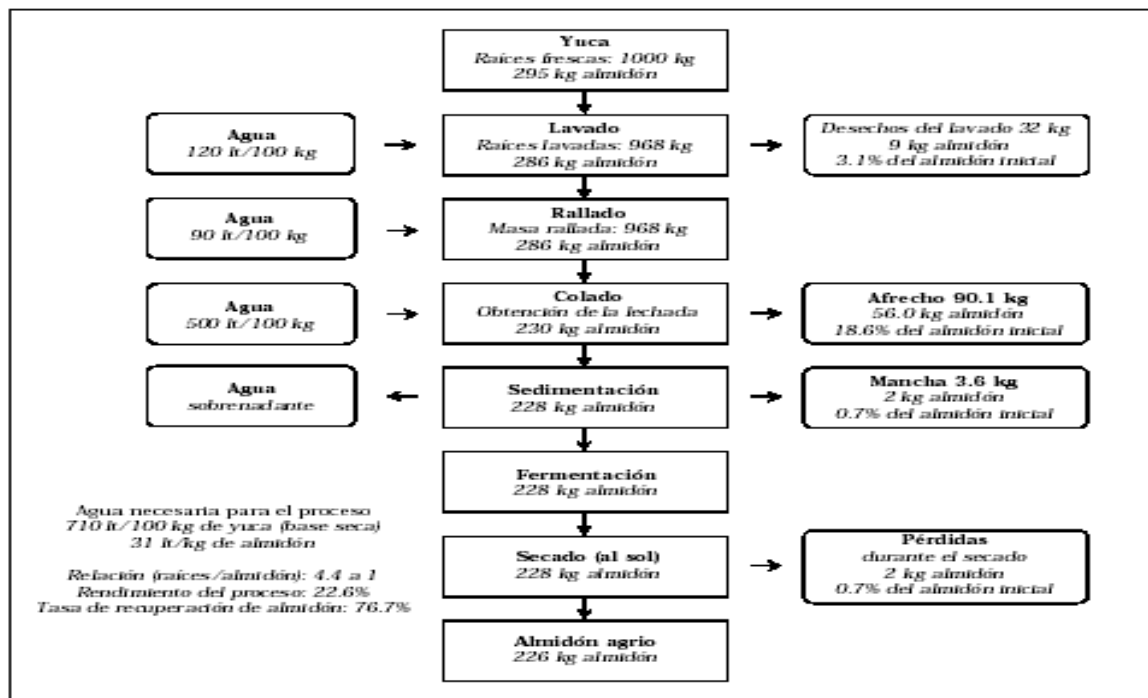 Yuca
Raíces frescas: 1000 kg
295 kg almidón
Agua
120 lt/100 kg
Lavado
Raíces lavadas: 968 kg
286 kg almidón
Desechos del lavado 32 kg
9 kg almidón
3.1% del almidón inicial
Agua
90 lt/100 kg
Rallado
Masa rallada: 968 kg
286 kg almidón
Agua
500 lt/100 kg
Colado
Obtención de la lechada
230 kg almidón
Afrecho 90.1 kg
56.0 kg almidón
18.6% del almidón inicial
Agua
sobrenadante
Sedimentación
228 kg almidón
Mancha 3.6 kg
2 kg almidón
0.7% del almidón inicial
Fermentación
228 kg almidón
Agua necesaria para el proceso
710 lt/100 kg de yuca (base seca)
31 lt/kg de almidón
Relación (raíces/almidón): 4.4 a 1
Rendimiento del proceso: 22.6%
Tasa de recuperación de almidón: 76.7%
Secado (al sol)
228 kg almidón
Pérdidas
durante el secado
2 kg almidón
0.7% del almidón inicial
Almidón agrio
226 kg almidón